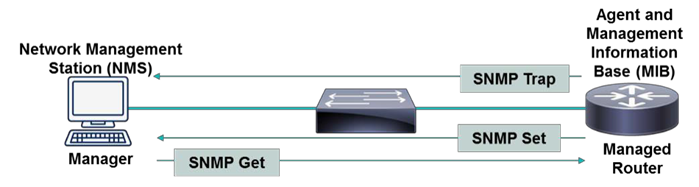 Network Management
Station (NMS)
SNMP Trap
Agent and
Management
Information
Base (MIB)
SNMP Set
Manager
SNMP Get
Managed
Router